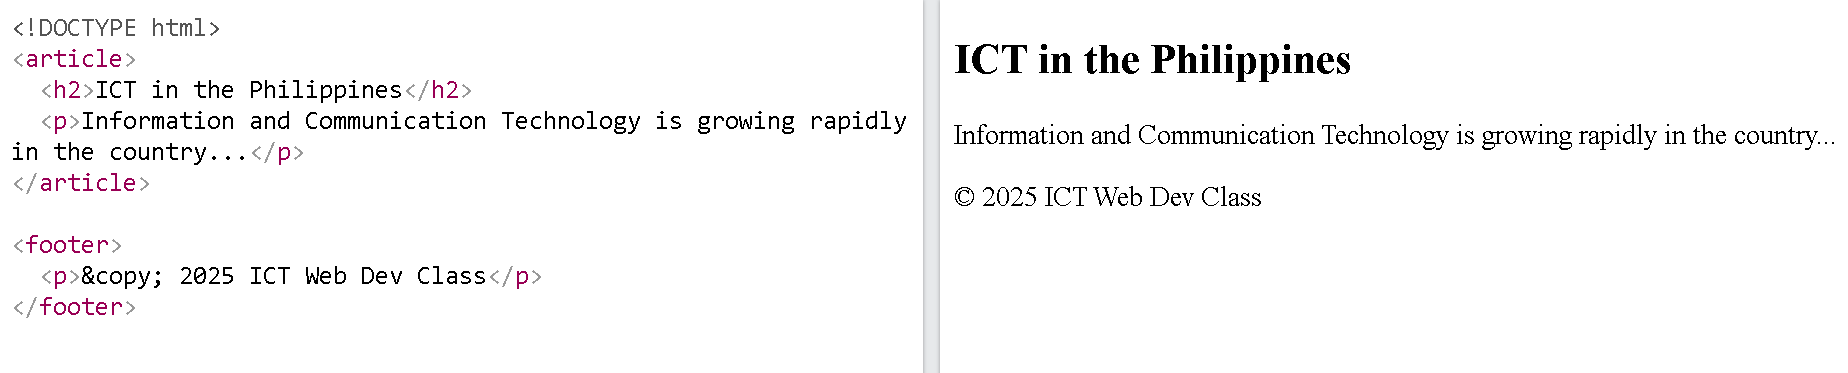 <!DOCTYPE html>
<article>
  <h2>ICT in the Philippines</h2>
  <p>Information and Communication Technology is growing rapidly
in the country...</p>
</article>

<footer>
  <p>&copy; 2025 ICT Web Dev Class</p>
</footer>
ICT in the Philippines
Information and Communication Technology is growing rapidly in the country...
© 2025 ICT Web Dev Class